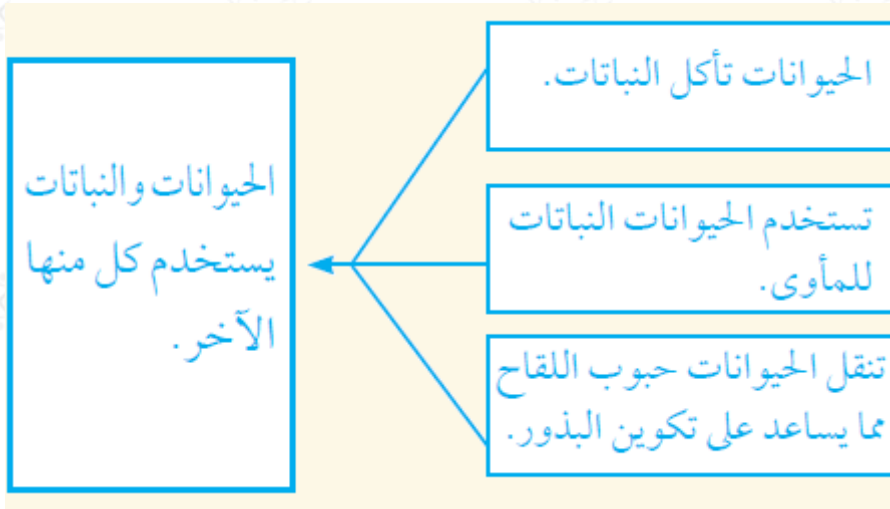 الحيوانات تأكل النباتات.
تستخدم الحيوانات النباتات
للمأوى.
تنقل الحيوانات حبوب اللقاح
مما يساعد على تكوين البذور.
الحيوانات والنباتات
يستخدم كل منها
الآخر.